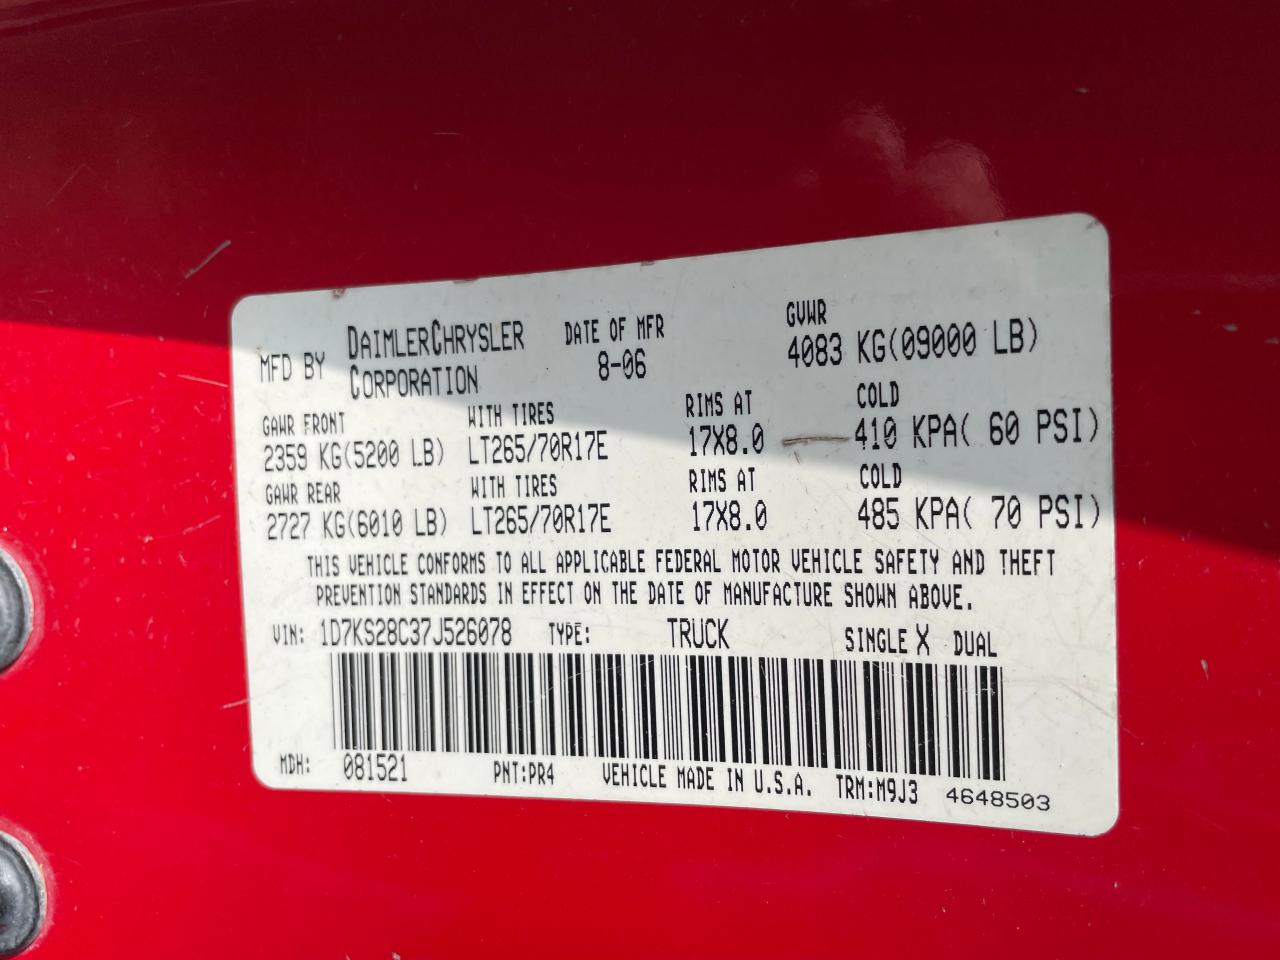 MFD BY DAIMLERCHRYSLER CORPORATION DATE OF MFR 8-06 GVWR 4083 KG(09000 LB)
GAWR FRONT WITH TIRES RIMS AT COLD
2359 KG(5200 LB) LT265/70R17E 17X8.0 410 KPA( 60 PSI)
GAWR REAR WITH TIRES RIMS AT COLD
2727 KG(6010 LB) LT265/70R17E 17X8.0 485 KPA( 70 PSI)
THIS VEHICLE CONFORMS TO ALL APPLICABLE FEDERAL MOTOR VEHICLE SAFETY AND THEFT
PREVENTION STANDARDS IN EFFECT ON THE DATE OF MANUFACTURE SHOWN ABOVE.
VIN: 1D7KS28C37J526078 TYPE: TRUCK SINGLE X DUAL
MDH: 081521 PNT:PR4 VEHICLE MADE IN U.S.A. TRM:M9J3 4648503